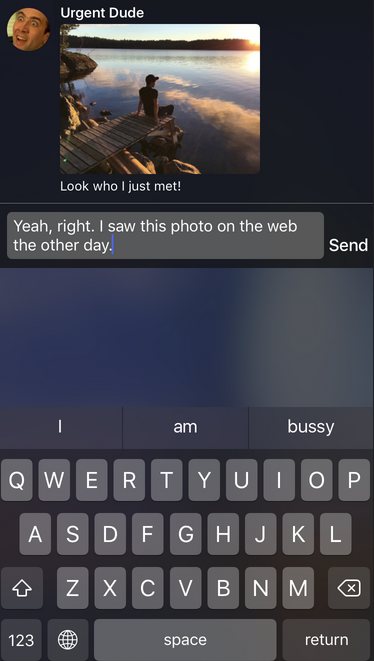 Urgent Dude
Look who I just met!
Yeah, right. I saw this photo on the web
the other day.
Send
I am bussy
Q W E R T Y U I O P
A S D F G H J K L
Z X C V B N M
123 space return